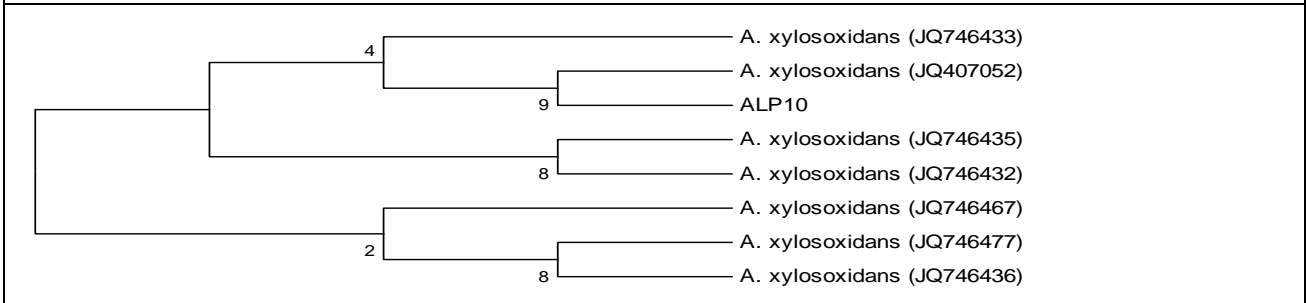 A. xylosoxidans (JQ746433)
4
A. xylosoxidans (JQ407052)
9 ALP10
A. xylosoxidans (JQ746435)
8 A. xylosoxidans (JQ746432)
A. xylosoxidans (JQ746467)
2
A. xylosoxidans (JQ746477)
8 A. xylosoxidans (JQ746436)